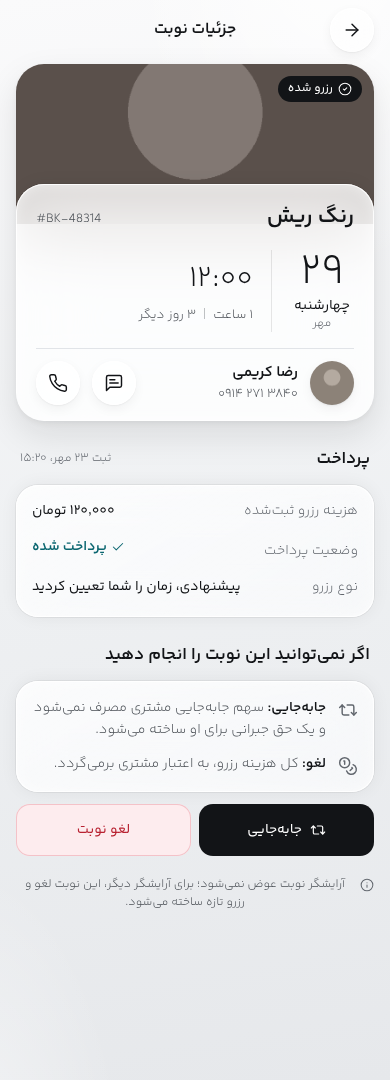 جزئیات نوبت
رزرو شده
رنگ ریش
#BK-48314
۲۹
چهارشنبه
مهر
۱۲:۰۰
۱ ساعت | ۳ روز دیگر
رضا کریمی
۰۹۱۴ ۲۷۱ ۳۸۴۰
پرداخت
ثبت ۲۳ مهر، ۱۵:۲۰
هزینه رزرو ثبت‌شده
۱۲۰,۰۰۰ تومان
وضعیت پرداخت
پرداخت شده
نوع رزرو
پیشنهادی، زمان را شما تعیین کردید
اگر نمی‌توانید این نوبت را انجام دهید
جابه‌جایی: سهم جابه‌جایی مشتری مصرف نمی‌شود
و یک حق جبرانی برای او ساخته می‌شود.
لغو: کل هزینه رزرو، به اعتبار مشتری برمی‌گردد.
جابه‌جایی
لغو نوبت
آرایشگر نوبت عوض نمی‌شود؛ برای آرایشگر دیگر، این نوبت لغو و
رزرو تازه ساخته می‌شود.